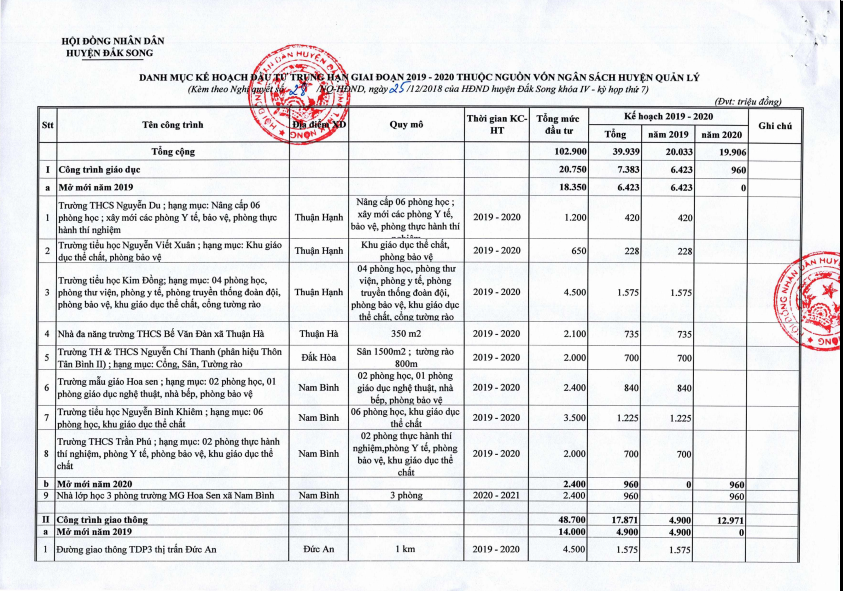 HỘI ĐỒNG NHÂN DÂN
HUYỆN ĐẮK SONG
DANH MỤC KẾ HOẠCH ĐẦU TƯ TRUNG HẠN GIAI ĐOẠN 2019 - 2020 THUỘC NGUỒN VỐN NGÂN SÁCH HUYỆN QUẢN LÝ
(Kèm theo Nghị quyết số 28 /NQ-HĐND, ngày 25/12/2018 của HĐND huyện Đắk Song khóa IV - kỳ họp thứ 7)
(Đvt: triệu đồng)
Stt Tên công trình Địa điểm XD Quy mô Thời gian KC-HT Tổng mức đầu tư Kế hoạch 2019 - 2020 Ghi chú
Tổng năm 2019 năm 2020
Tổng cộng 102.900 39.939 20.033 19.906
I Công trình giáo dục 20.750 7.383 6.423 960
a Mở mới năm 2019 18.350 6.423 6.423 0
1 Trường THCS Nguyễn Du ; hạng mục: Nâng cấp 06
phòng học ; xây mới các phòng Y tế, bảo vệ, phòng thực
hành thí nghiệm
Thuận Hạnh
Nâng cấp 06 phòng học ;
xây mới các phòng Y tế,
bảo vệ, phòng thực hành thí
2019 - 2020 1.200 420 420
2 Trường tiểu học Nguyễn Viết Xuân ; hạng mục: Khu giáo
dục thể chất, phòng bảo vệ
Thuận Hạnh
Khu giáo dục thể chất,
phòng bảo vệ
2019 - 2020 650 228 228
3 Trường tiểu học Kim Đồng; hạng mục: 04 phòng học,
phòng thư viện, phòng y tế, phòng truyền thống đoàn đội,
phòng bảo vệ, khu giáo dục thể chất, cổng tường rào
Thuận Hạnh
04 phòng học, phòng thư
viện, phòng y tế, phòng
truyền thống đoàn đội,
phòng bảo vệ, khu giáo dục
thể chất, cổng tường rào
2019 - 2020 4.500 1.575 1.575
4 Nhà đa năng trường THCS Bế Văn Đàn xã Thuận Hà Thuận Hà 350 m2 2019 - 2020 2.100 735 735
5 Trường TH & THCS Nguyễn Chí Thanh (phân hiệu Thôn
Tân Bình II) ; hạng mục: Cổng, Sân, Tường rào
Đắk Hòa
Sân 1500m2 ; tường rào
800m
2019 - 2020 2.000 700 700
6 Trường mẫu giáo Hoa sen ; hạng mục: 02 phòng học, 01
phòng giáo dục nghệ thuật, nhà bếp, phòng bảo vệ
Nam Bình
02 phòng học, 01 phòng
giáo dục nghệ thuật, nhà
bếp, phòng bảo vệ
2019 - 2020 2.400 840 840
7 Trường tiểu học Nguyễn Bỉnh Khiêm ; hạng mục: 06
phòng học, khu giáo dục thể chất
Nam Bình
06 phòng học, khu giáo dục
thể chất
2019 - 2020 3.500 1.225 1.225
8 Trường THCS Trần Phú ; hạng mục: 02 phòng thực hành
thí nghiệm, phòng Y tế, phòng bảo vệ, khu giáo dục thể
chất
Nam Bình
02 phòng thực hành thí
nghiệm,phòng Y tế, phòng
bảo vệ, khu giáo dục thể
chất
2019 - 2020 2.000 700 700
b Mở mới năm 2020 2.400 960 0 960
9 Nhà lớp học 3 phòng trường MG Hoa Sen xã Nam Bình Nam Bình 3 phòng 2020 - 2021 2.400 960 960
II Công trình giao thông 48.700 17.871 4.900 12.971
a Mở mới năm 2019 14.000 4.900 4.900 0
1 Đường giao thông TDP3 thị trấn Đức An Đức An 1 km 2019 - 2020 4.500 1.575 1.575